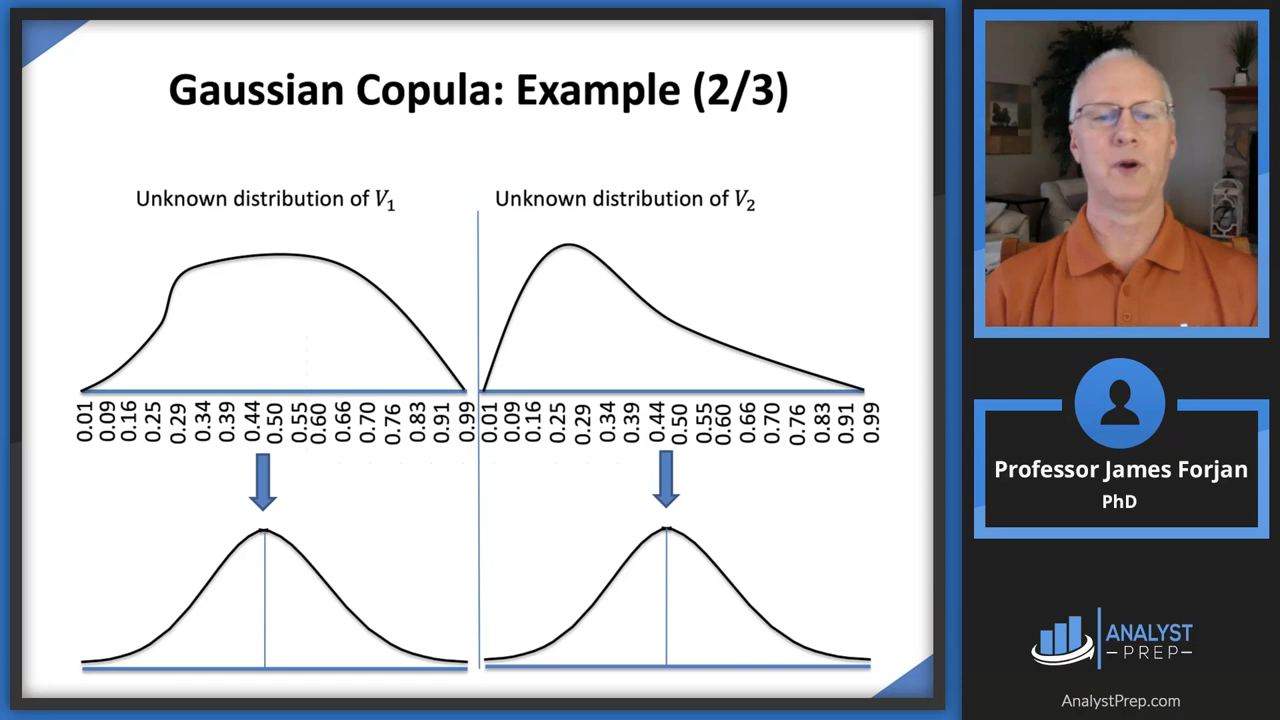 Gaussian Copula: Example (2/3)
Unknown distribution of V₁
Unknown distribution of V₂
0.01 0.09 0.16 0.25 0.29 0.34 0.39 0.44 0.50 0.55 0.60 0.66 0.70 0.76 0.83 0.91 0.99
0.01 0.09 0.16 0.25 0.29 0.34 0.39 0.44 0.50 0.55 0.60 0.66 0.70 0.76 0.83 0.91 0.99
Professor James Forjan
PhD
ANALYST
–PREP–
AnalystPrep.com